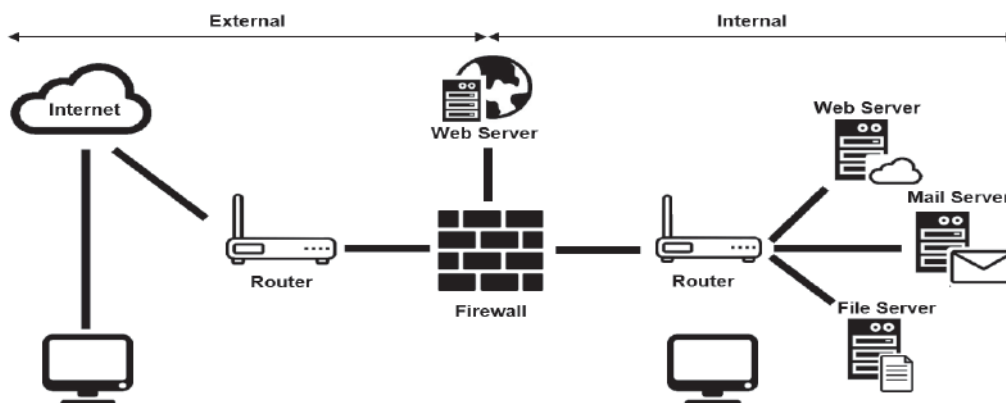 External
Internal
Internet
Web Server
Web Server
Mail Server
Router
Firewall
Router
File Server